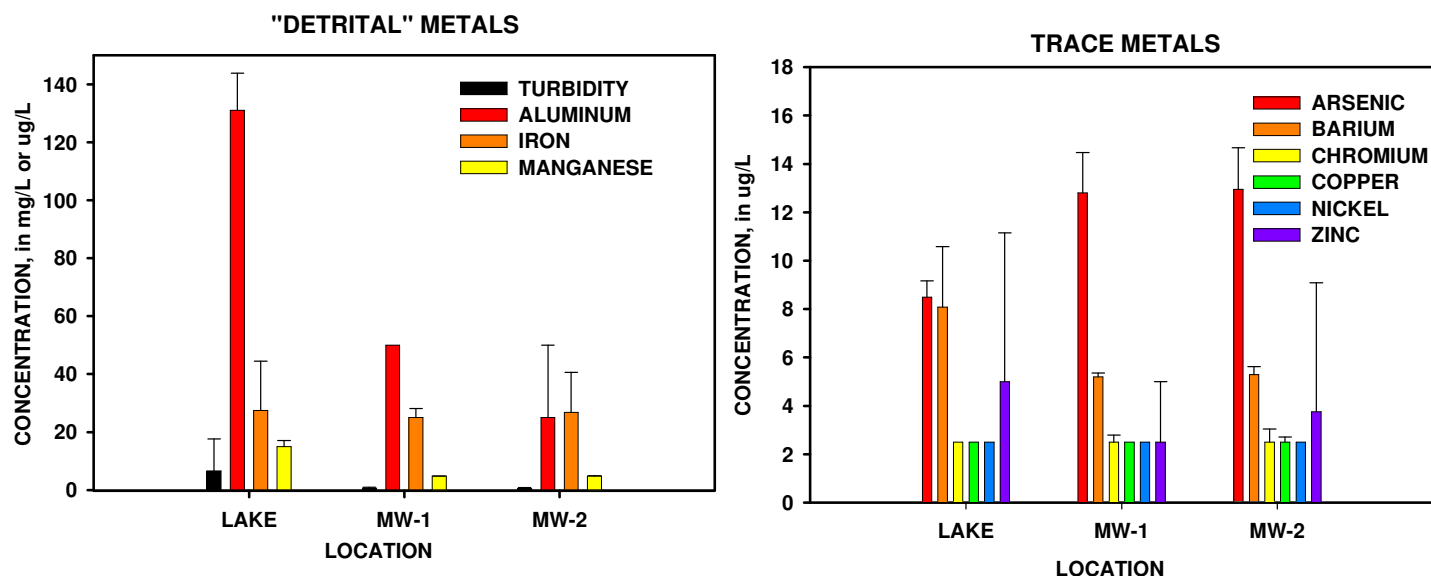 "DETRITAL" METALS
CONCENTRATION, in mg/L or ug/L
140
120
100
80
60
40
20
0
TURBIDITY
ALUMINUM
IRON
MANGANESE
LAKE MW-1 MW-2
LOCATION
TRACE METALS
CONCENTRATION, in ug/L
18
16
14
12
10
8
6
4
2
0
ARSENIC
BARIUM
CHROMIUM
COPPER
NICKEL
ZINC
LAKE MW-1 MW-2
LOCATION